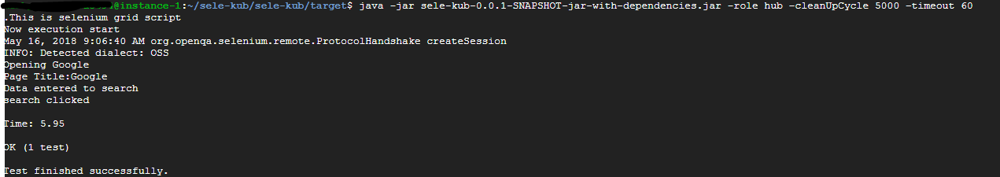 @instance-1:~/sele-kub/sele-kub/target$ java -jar sele-kub-0.0.1-SNAPSHOT-jar-with-dependencies.jar -role hub -cleanUpCycle 5000 -timeout 60
.This is selenium grid script
Now execution start
May 16, 2018 9:06:40 AM org.openqa.selenium.remote.ProtocolHandshake createSession
INFO: Detected dialect: OSS
Opening Google
Page Title:Google
Data entered to search
search clicked
Time: 5.95
OK (1 test)
Test finished successfully.